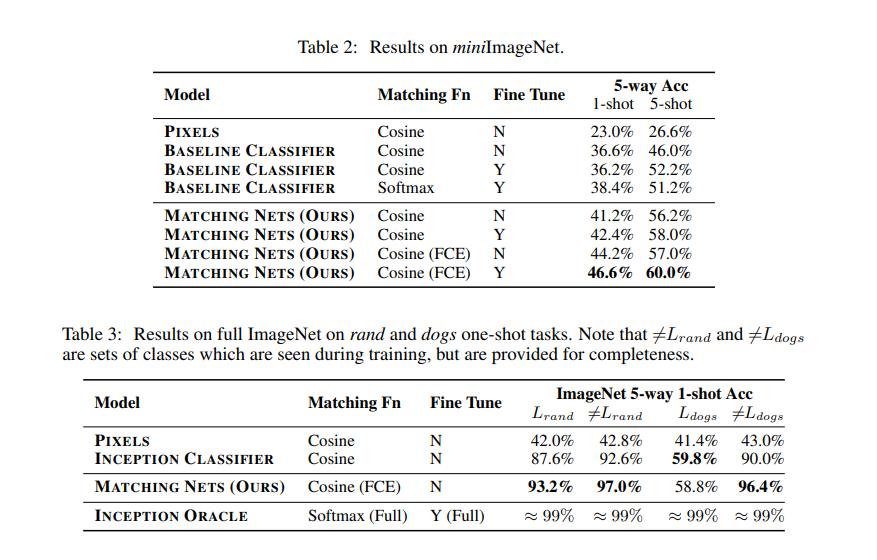 Table 2: Results on miniImageNet.
Model Matching Fn Fine Tune 5-way Acc
1-shot 5-shot
PIXELS Cosine N 23.0% 26.6%
BASELINE CLASSIFIER Cosine N 36.6% 46.0%
BASELINE CLASSIFIER Cosine Y 36.2% 52.2%
BASELINE CLASSIFIER Softmax Y 38.4% 51.2%
MATCHING NETS (OURS) Cosine N 41.2% 56.2%
MATCHING NETS (OURS) Cosine Y 42.4% 58.0%
MATCHING NETS (OURS) Cosine (FCE) N 44.2% 57.0%
MATCHING NETS (OURS) Cosine (FCE) Y 46.6% 60.0%
Table 3: Results on full ImageNet on rand and dogs one-shot tasks. Note that ≠L_rand and ≠L_dogs
are sets of classes which are seen during training, but are provided for completeness.
Model Matching Fn Fine Tune ImageNet 5-way 1-shot Acc
L_rand ≠L_rand L_dogs ≠L_dogs
PIXELS Cosine N 42.0% 42.8% 41.4% 43.0%
INCEPTION CLASSIFIER Cosine N 87.6% 92.6% 59.8% 90.0%
MATCHING NETS (OURS) Cosine (FCE) N 93.2% 97.0% 58.8% 96.4%
INCEPTION ORACLE Softmax (Full) Y (Full) ≈ 99% ≈ 99% ≈ 99% ≈ 99%